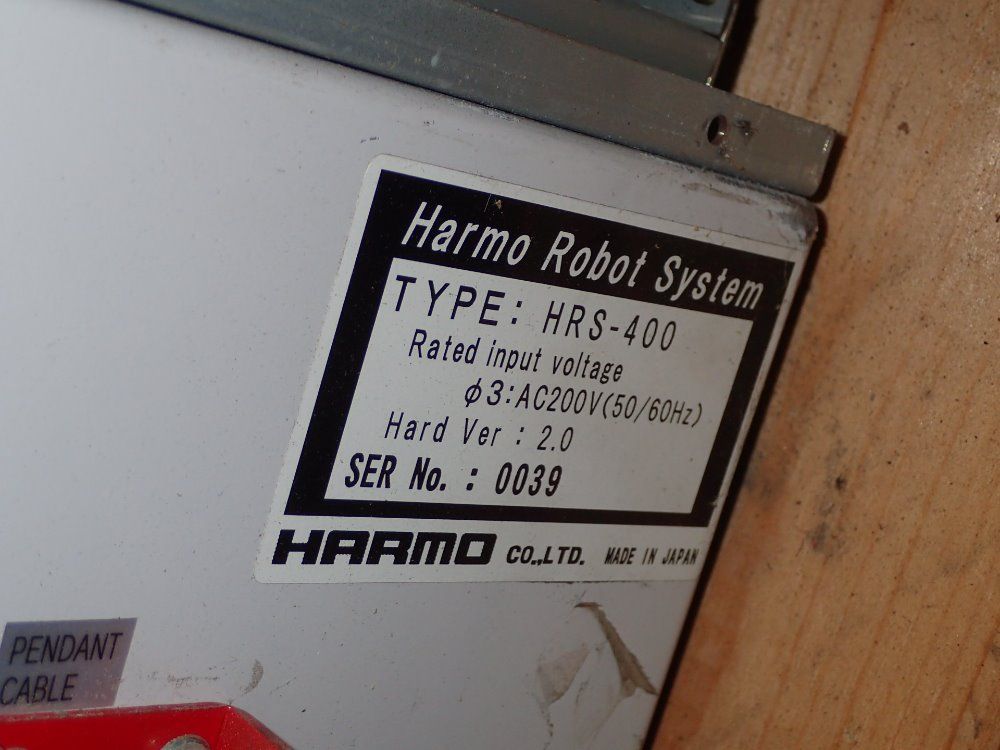 Harmo Robot System
TYPE: HRS-400
Rated input voltage
φ3:AC200V(50/60Hz)
Hard Ver : 2.0
SER No. : 0039
HARMO CO.,LTD. MADE IN JAPAN
PENDANT
CABLE